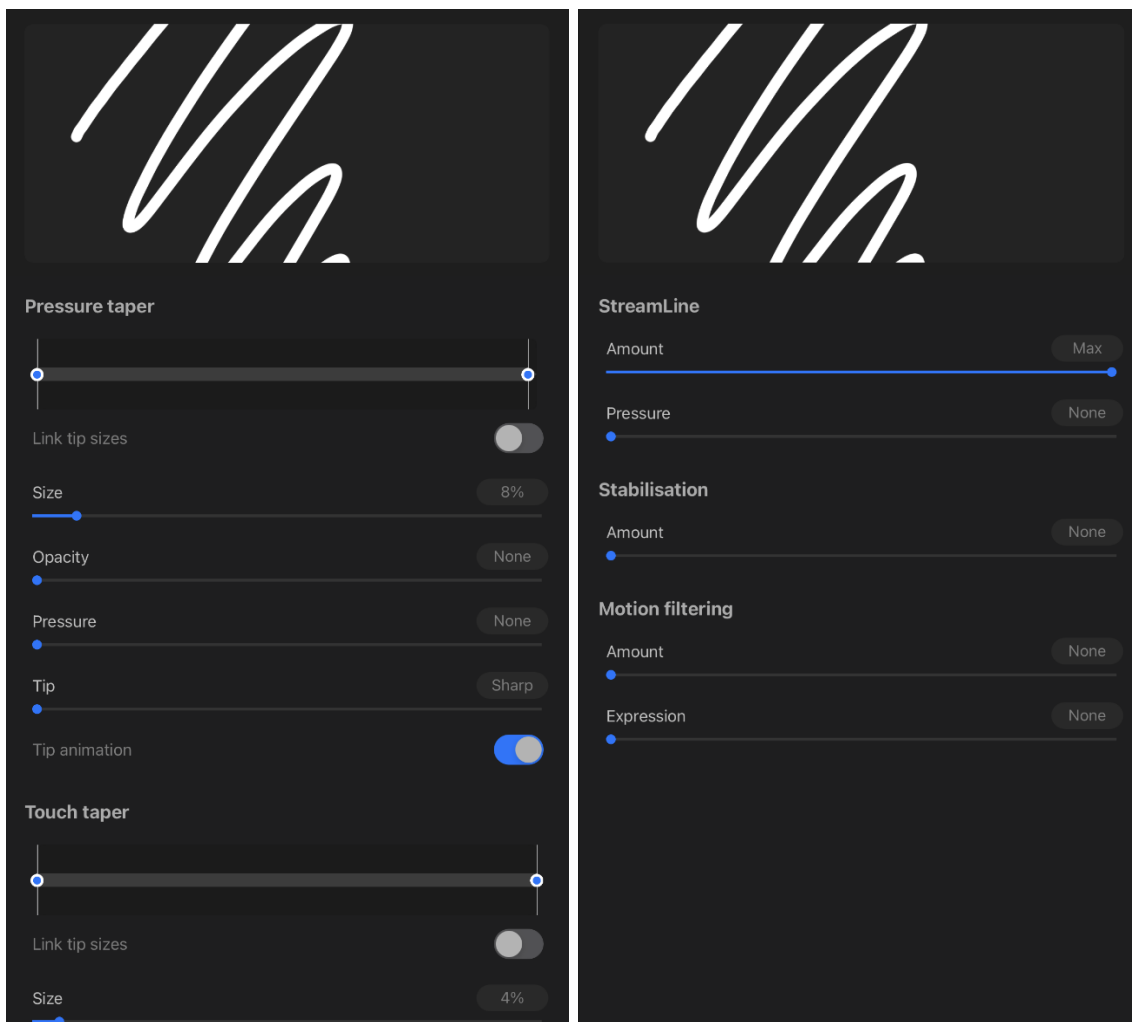 Pressure taper
Link tip sizes
Size 8%
Opacity None
Pressure None
Tip Sharp
Tip animation
Touch taper
Link tip sizes
Size 4%
StreamLine
Amount Max
Pressure None
Stabilisation
Amount None
Motion filtering
Amount None
Expression None